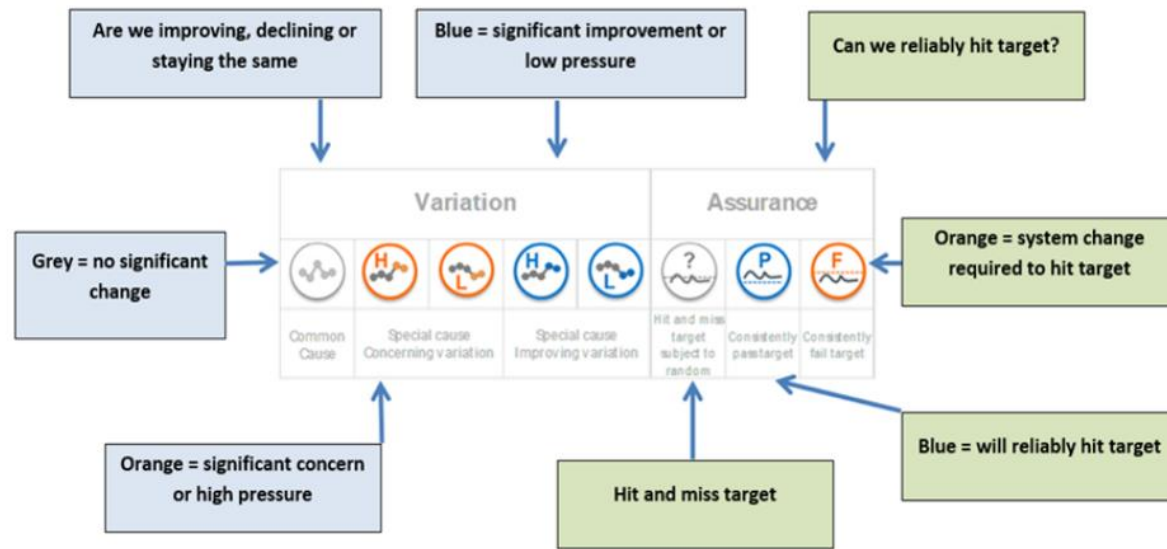 Are we improving, declining or
staying the same
Blue = significant improvement or
low pressure
Can we reliably hit target?
Variation
Assurance
Grey = no significant
change
H
L
H
L
?
P
F
Orange = system change
required to hit target
Common
Cause
Special cause
Concerning variation
Special cause
Improving variation
Hit and miss
target
subject to
random
Consistently
passtarget
Consistently
fail target
Orange = significant concern
or high pressure
Hit and miss target
Blue = will reliably hit target